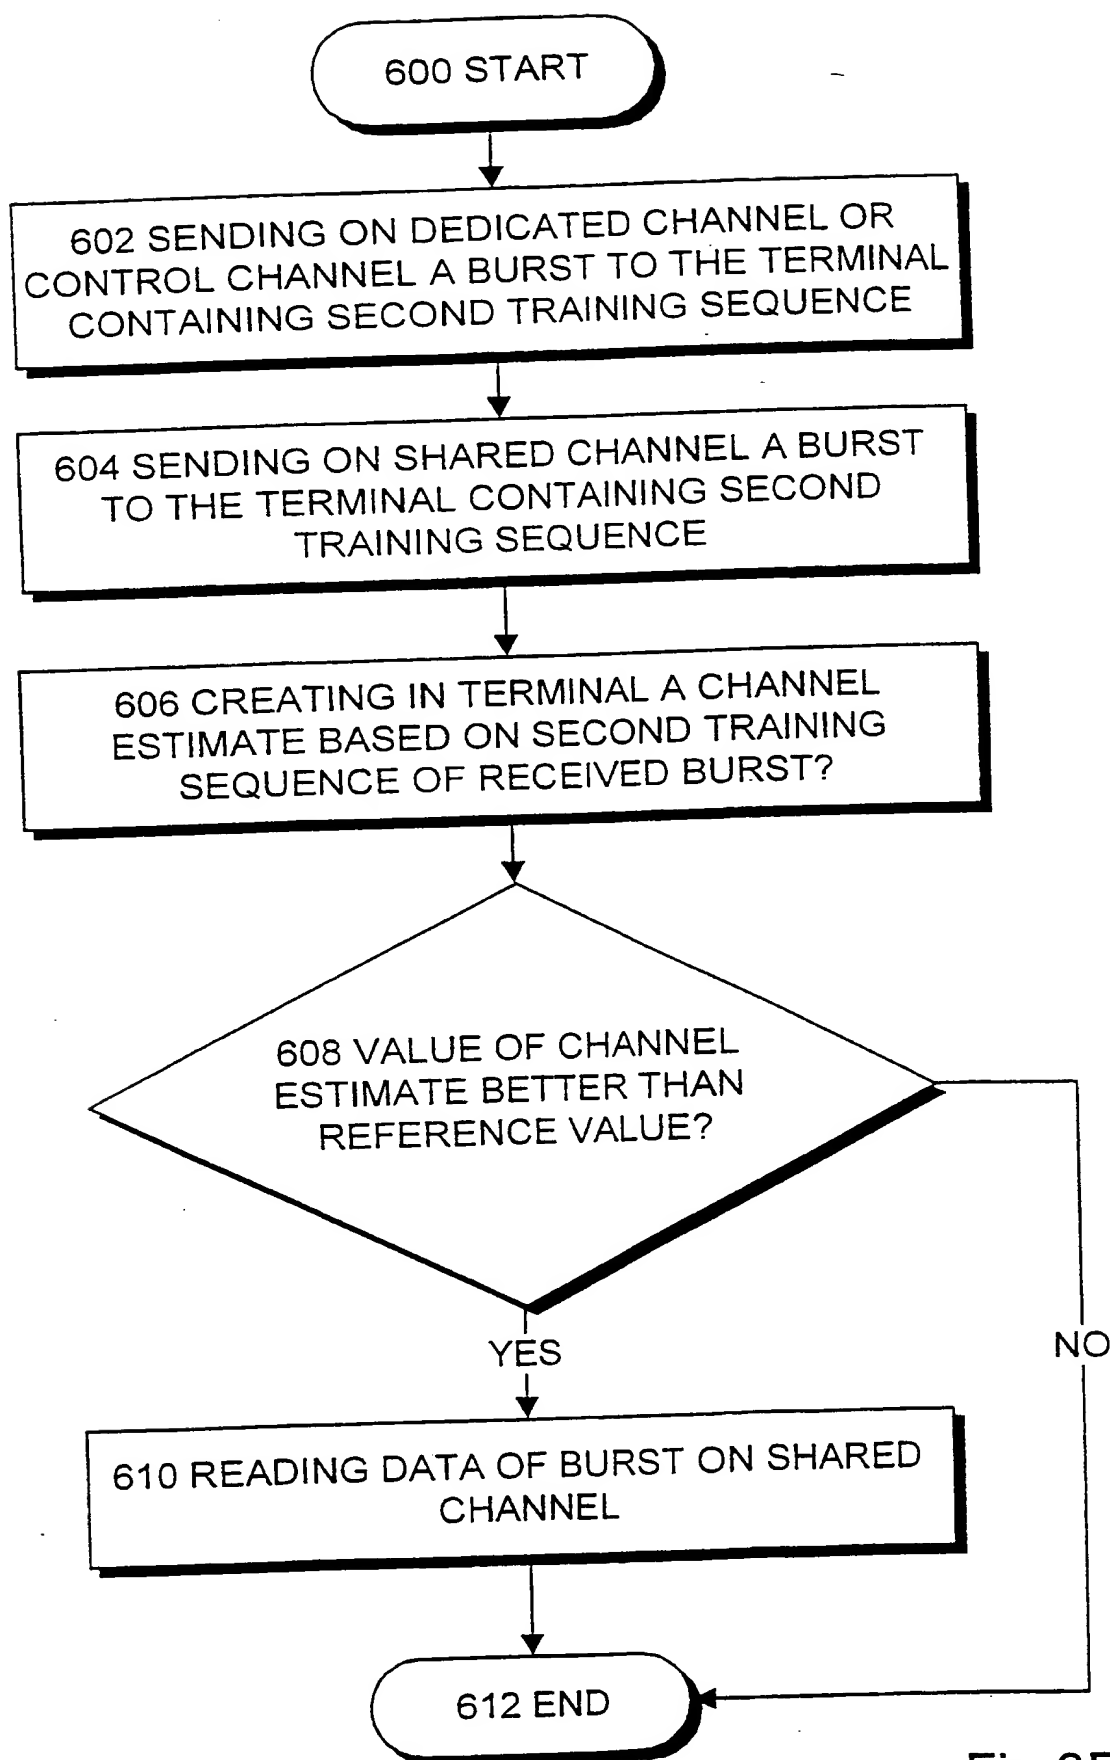 600 START
602 SENDING ON DEDICATED CHANNEL OR
CONTROL CHANNEL A BURST TO THE TERMINAL
CONTAINING SECOND TRAINING SEQUENCE
604 SENDING ON SHARED CHANNEL A BURST
TO THE TERMINAL CONTAINING SECOND
TRAINING SEQUENCE
606 CREATING IN TERMINAL A CHANNEL
ESTIMATE BASED ON SECOND TRAINING
SEQUENCE OF RECEIVED BURST?
608 VALUE OF CHANNEL
ESTIMATE BETTER THAN
REFERENCE VALUE?
YES
NO
610 READING DATA OF BURST ON SHARED
CHANNEL
612 END